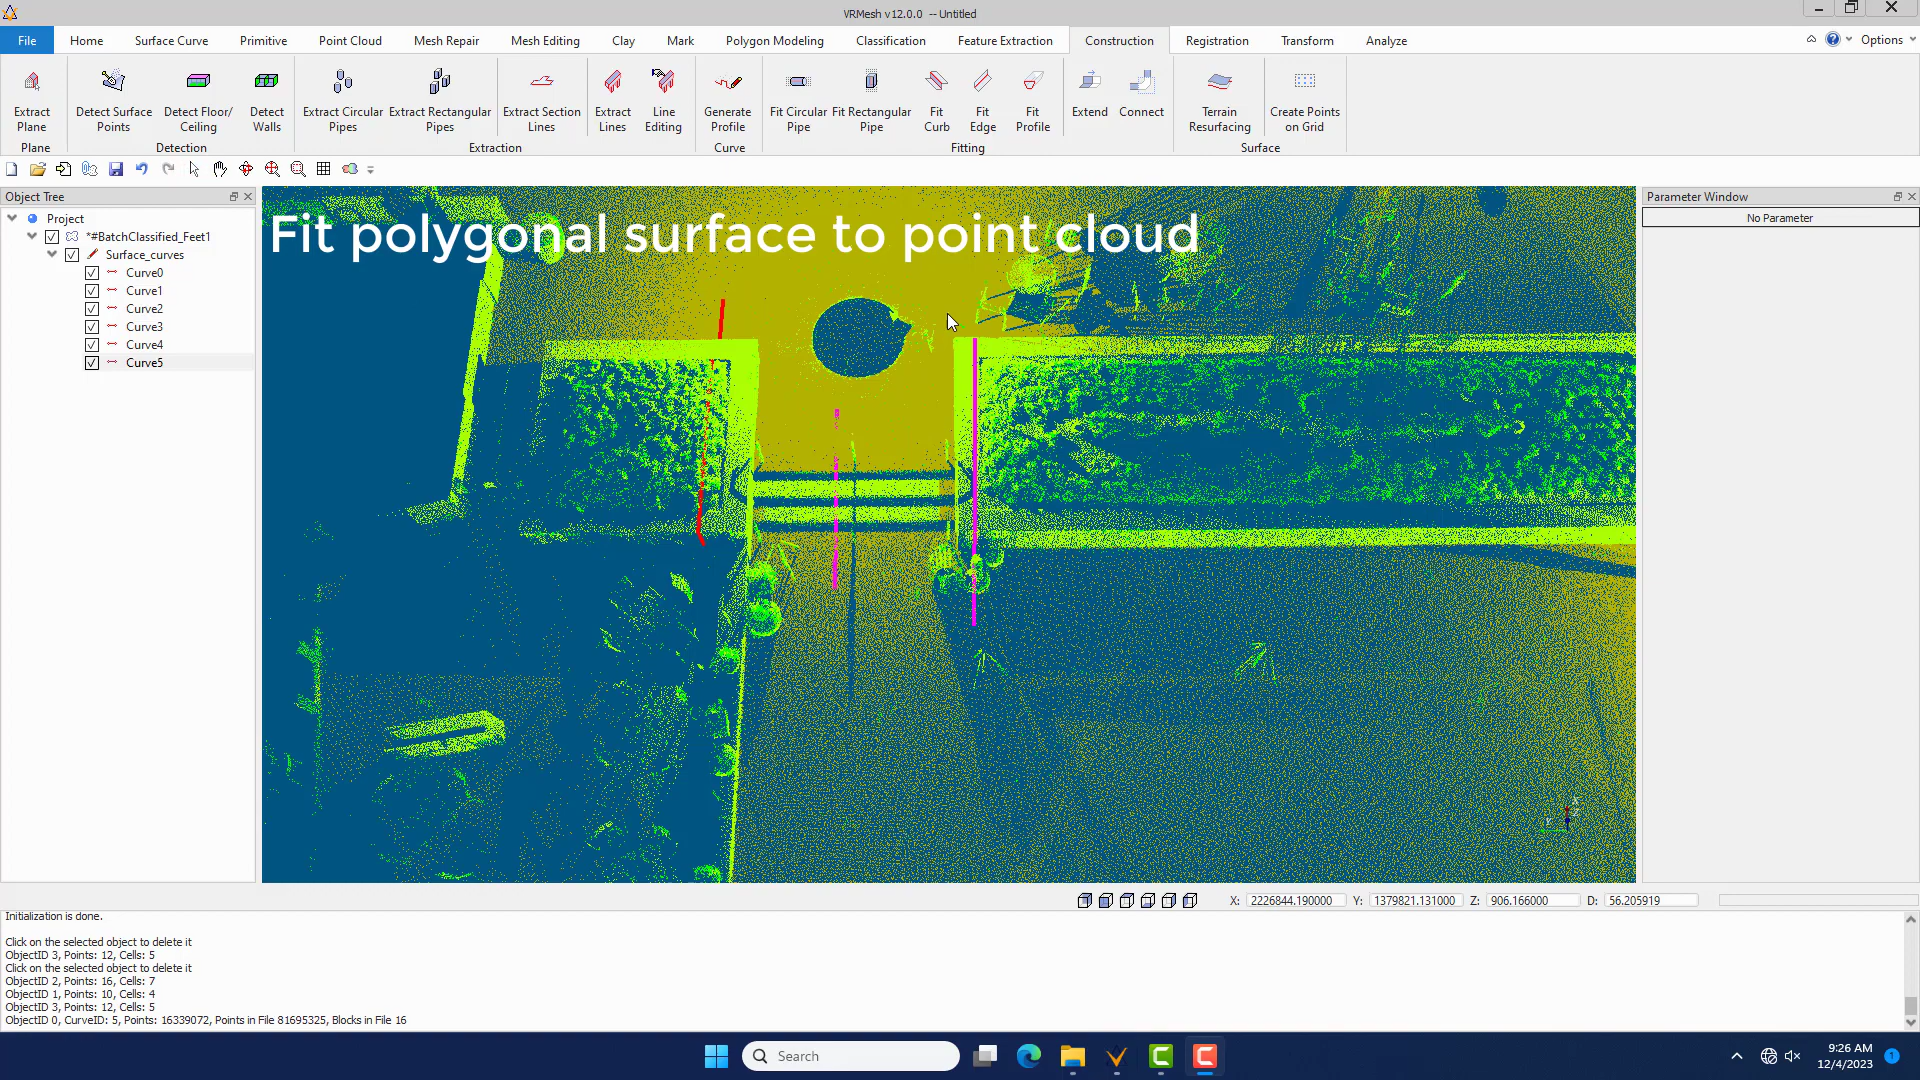 VRMesh v12.0.0 -- Untitled
File Home Surface Curve Primitive Point Cloud Mesh Repair Mesh Editing Clay Mark Polygon Modeling Classification Feature Extraction Construction Registration Transform Analyze Options
Extract Plane
Detect Surface Points
Detect Floor/ Ceiling
Detect Walls
Extract Circular Pipes
Extract Rectangular Pipes
Extract Section Lines
Extract Lines
Line Editing
Generate Profile
Fit Circular Pipe
Fit Rectangular Pipe
Fit Curb
Fit Edge
Fit Profile
Extend
Connect
Terrain Resurfacing
Create Points on Grid
Plane Detection Extraction Curve Fitting Surface
Object Tree
Project
*#BatchClassified_Feet1
Surface_curves
Curve0
Curve1
Curve2
Curve3
Curve4
Curve5
Fit polygonal surface to point cloud
Parameter Window
No Parameter
X: 2226844.190000 Y: 1379821.131000 Z: 906.166000 D: 56.205919
Initialization is done.
Click on the selected object to delete it
ObjectID 3, Points: 12, Cells: 5
Click on the selected object to delete it
ObjectID 2, Points: 16, Cells: 7
ObjectID 1, Points: 10, Cells: 4
ObjectID 3, Points: 12, Cells: 5
ObjectID 0, CurveID: 5, Points: 16339072, Points in File 81695325, Blocks in File 16
Search
9:26 AM
12/4/2023